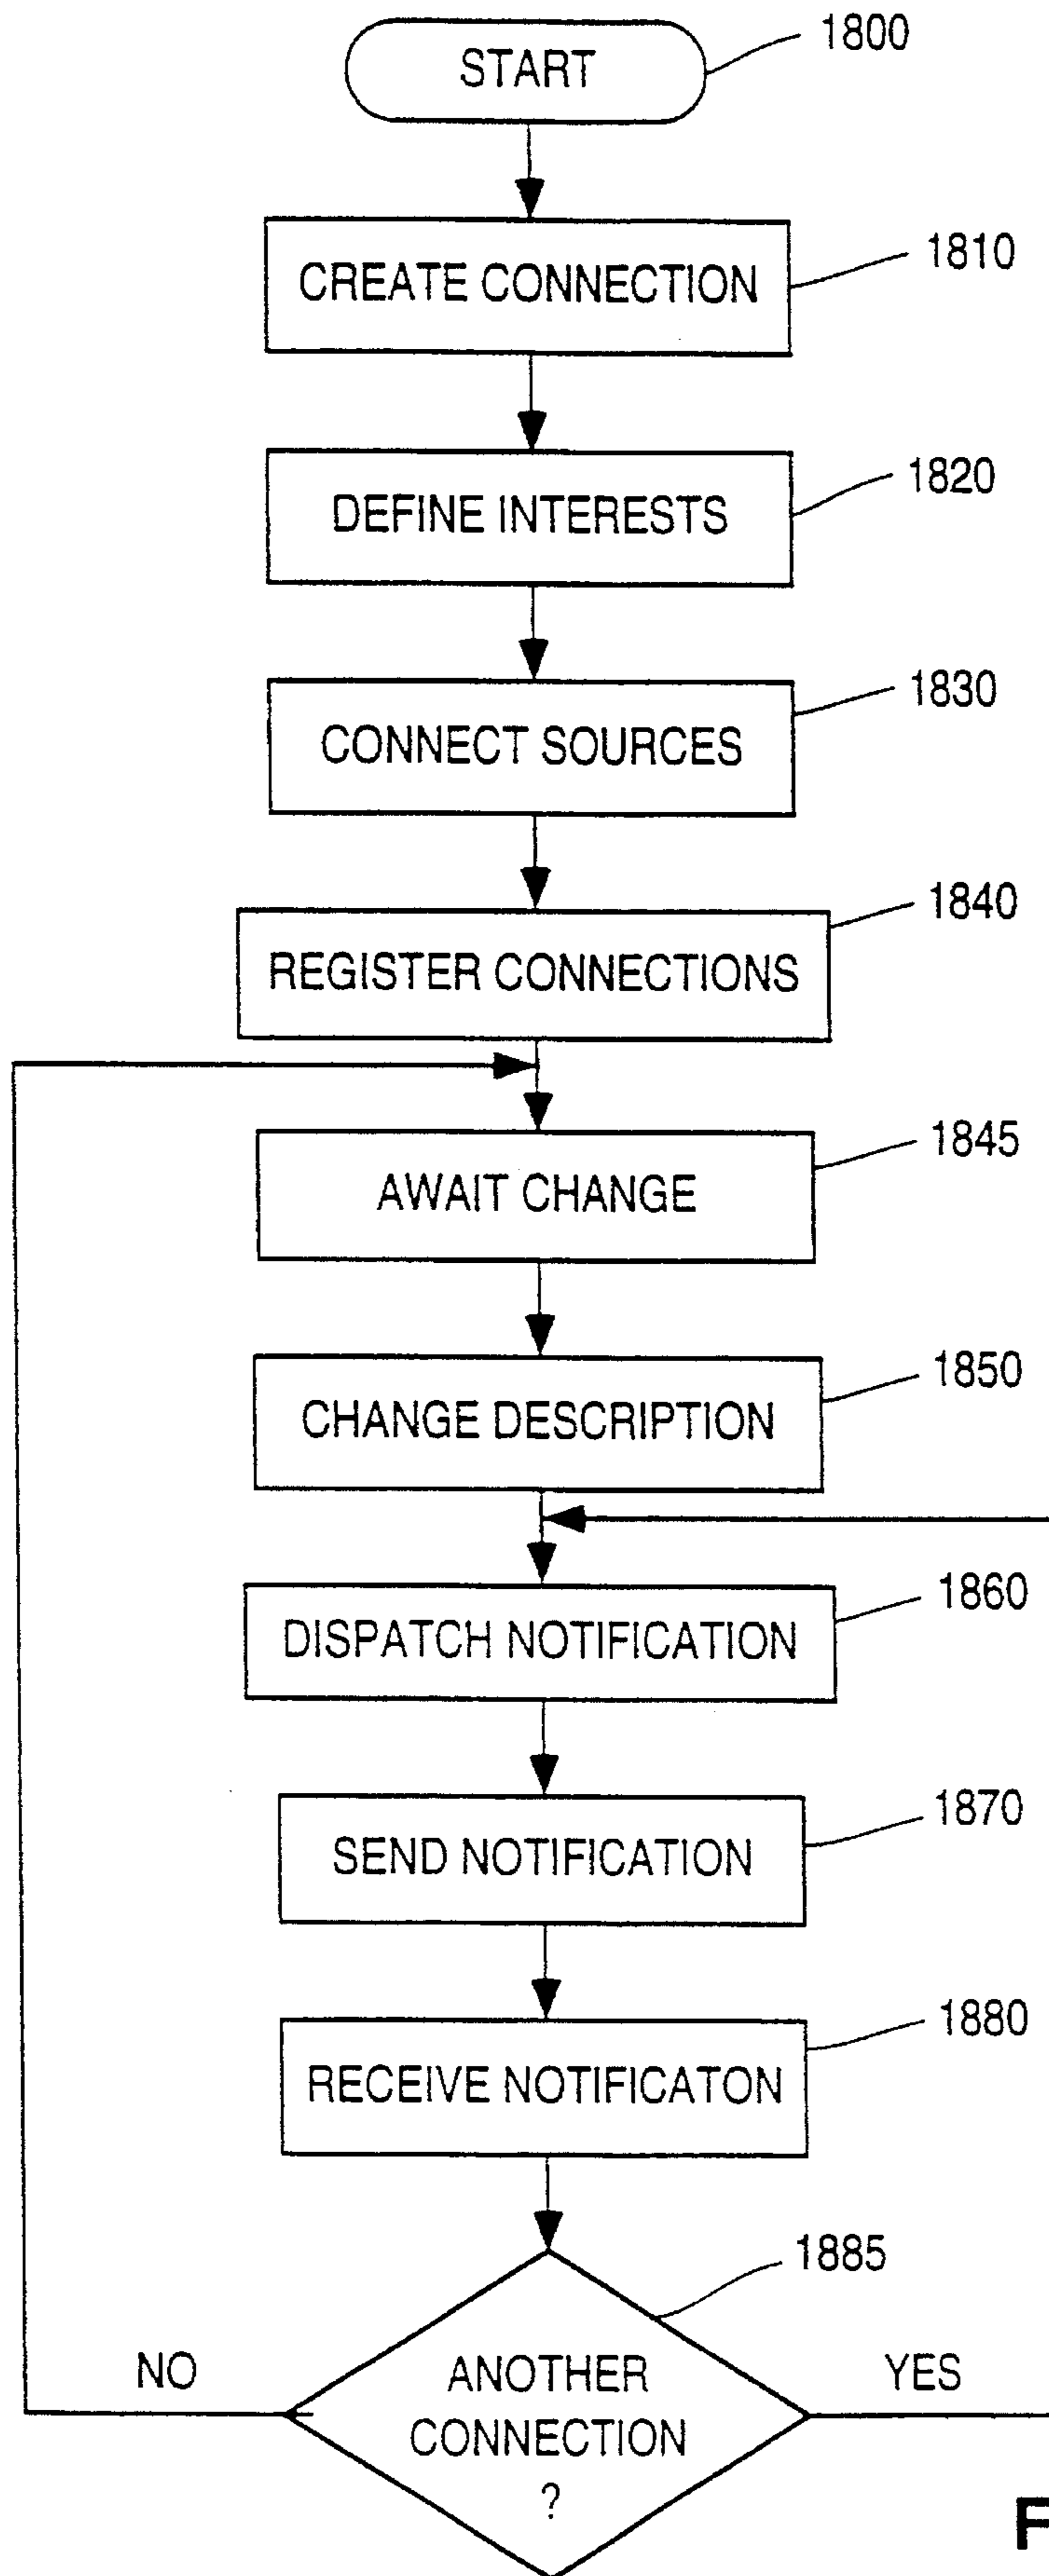 START
1800
CREATE CONNECTION
1810
DEFINE INTERESTS
1820
CONNECT SOURCES
1830
REGISTER CONNECTIONS
1840
AWAIT CHANGE
1845
CHANGE DESCRIPTION
1850
DISPATCH NOTIFICATION
1860
SEND NOTIFICATION
1870
RECEIVE NOTIFICATON
1880
1885
NO
ANOTHER
CONNECTION
?
YES
F